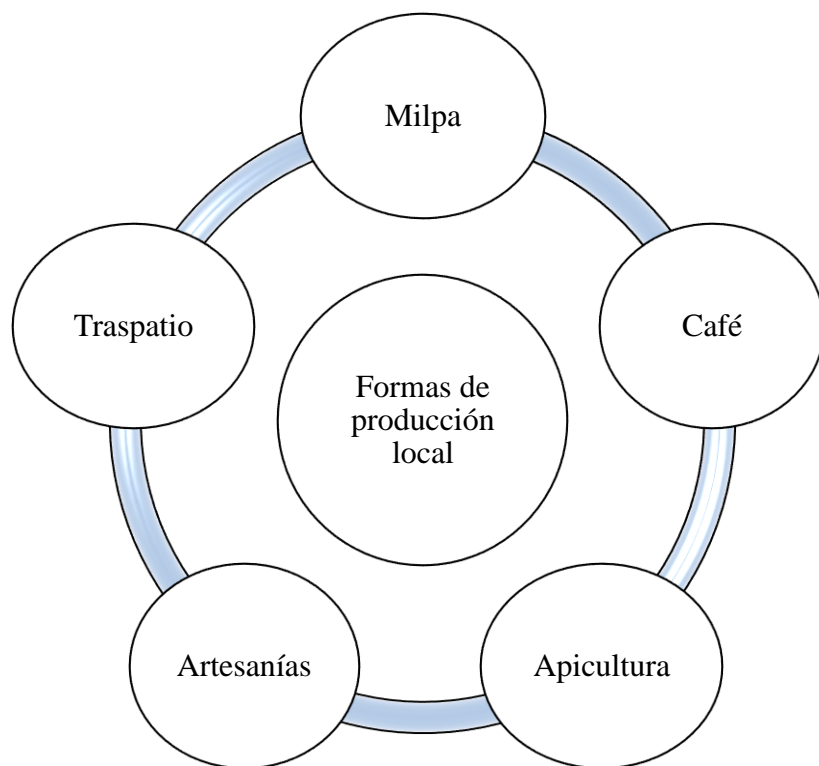 Milpa
Traspatio
Café
Formas de
producción
local
Artesanías
Apicultura